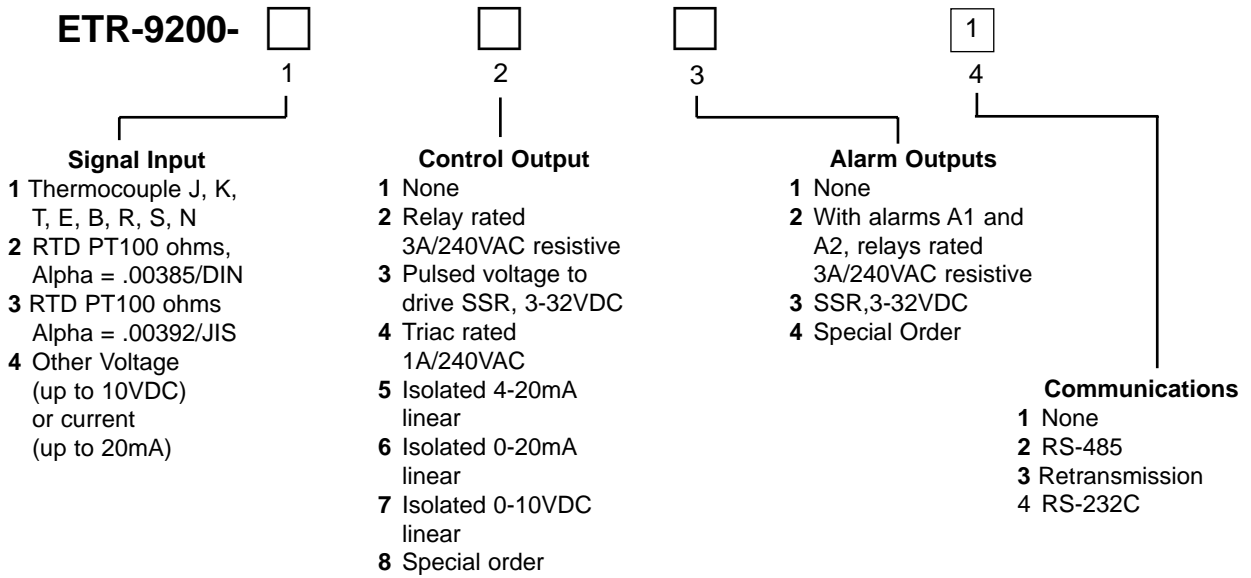 ETR-9200-
1
1
2
3
4
Signal Input
1 Thermocouple J, K,
T, E, B, R, S, N
2 RTD PT100 ohms,
Alpha = .00385/DIN
3 RTD PT100 ohms
Alpha = .00392/JIS
4 Other Voltage
(up to 10VDC)
or current
(up to 20mA)
Control Output
1 None
2 Relay rated
3A/240VAC resistive
3 Pulsed voltage to
drive SSR, 3-32VDC
4 Triac rated
1A/240VAC
5 Isolated 4-20mA
linear
6 Isolated 0-20mA
linear
7 Isolated 0-10VDC
linear
8 Special order
Alarm Outputs
1 None
2 With alarms A1 and
A2, relays rated
3A/240VAC resistive
3 SSR,3-32VDC
4 Special Order
Communications
1 None
2 RS-485
3 Retransmission
4 RS-232C